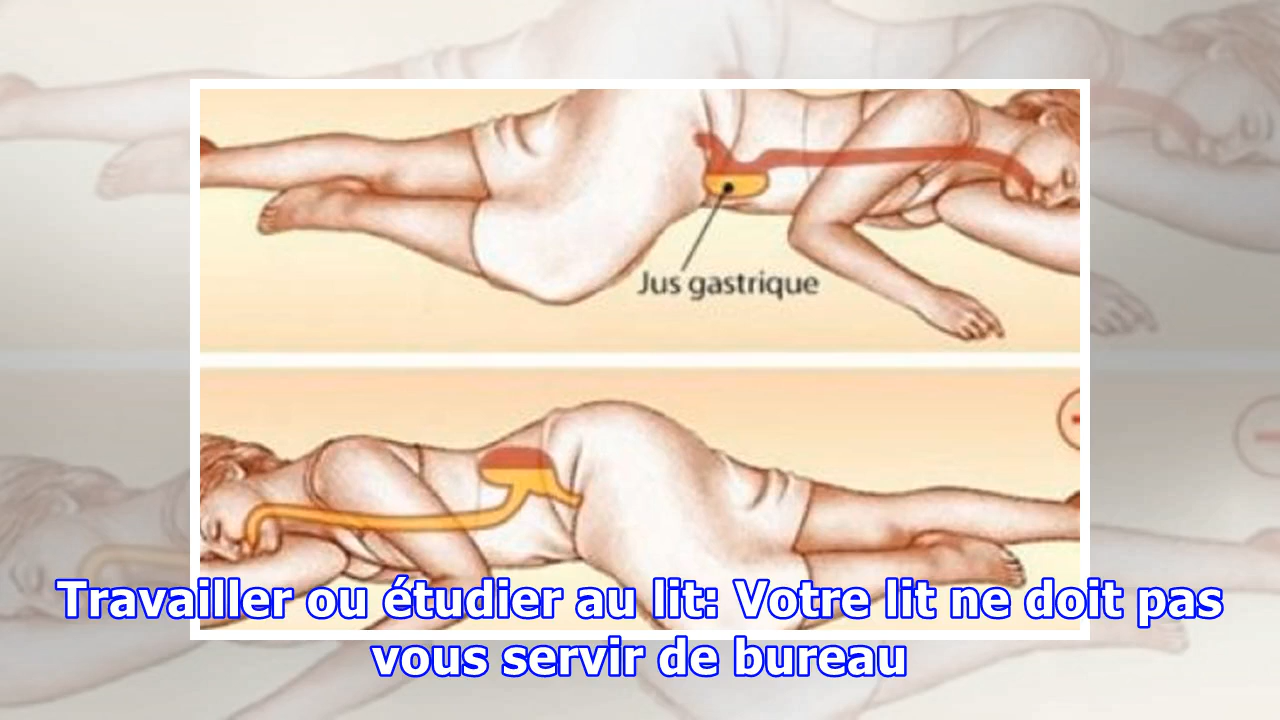 Jus gastrique
Travailler ou étudier au lit: Votre lit ne doit pas
vous servir de bureau